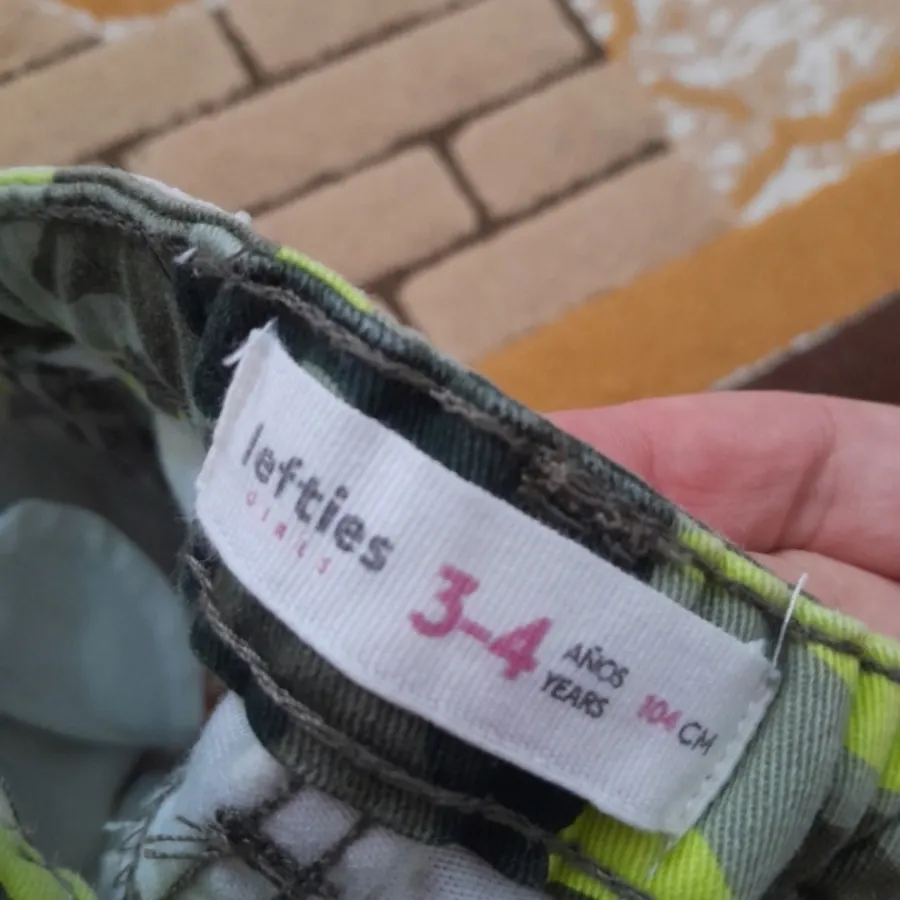 lefties
GIRLS
3-4
AÑOS
YEARS
104 CM